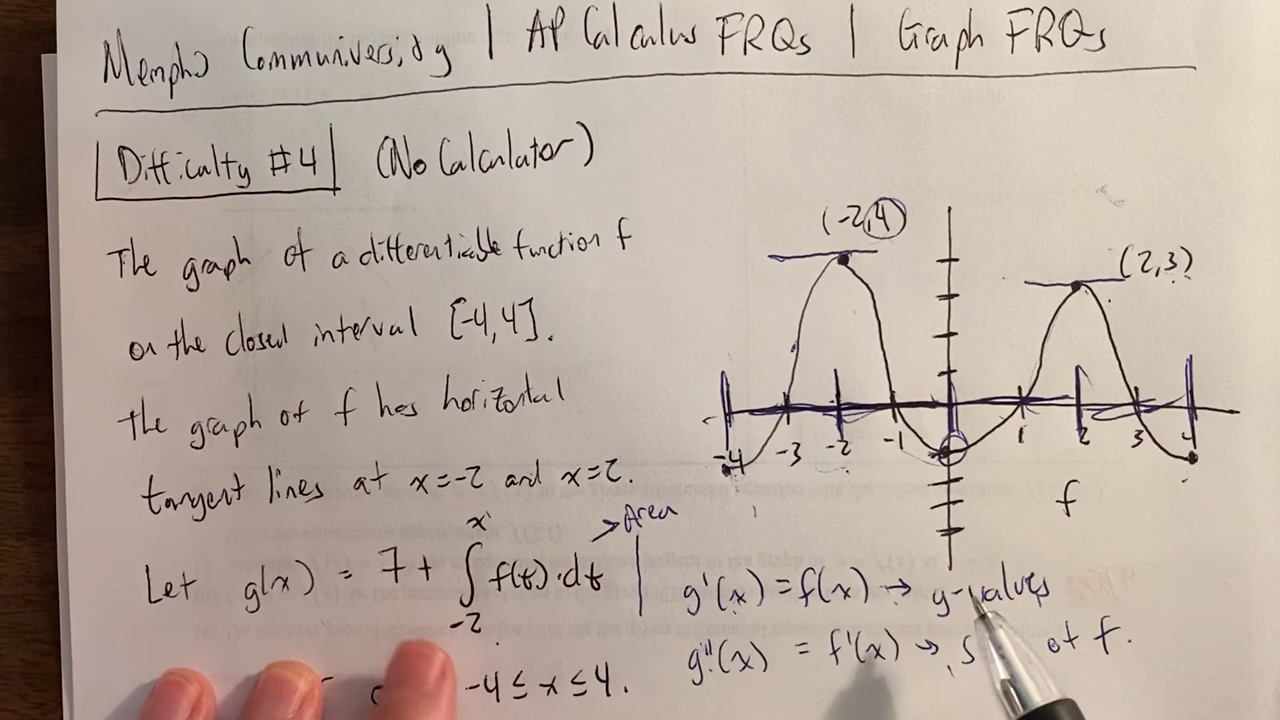 Mempho Communiversity | AP Calculus FRQs | Graph FRQs
Difficulty #4 (No Calculator)
The graph of a differentiable function f
on the closed interval [-4,4].
The graph of f has horizontal
tangent lines at x=-2 and x=2.
Let g(x) = 7 + ∫_{-2}^{x} f(t)·dt > Area
-4 ≤ x ≤ 4.
g'(x) = f(x) → y-values
g''(x) = f'(x) → of f.
(-2,4)
(2,3)
-4 -3 -2 -1 1 2 3 4
f